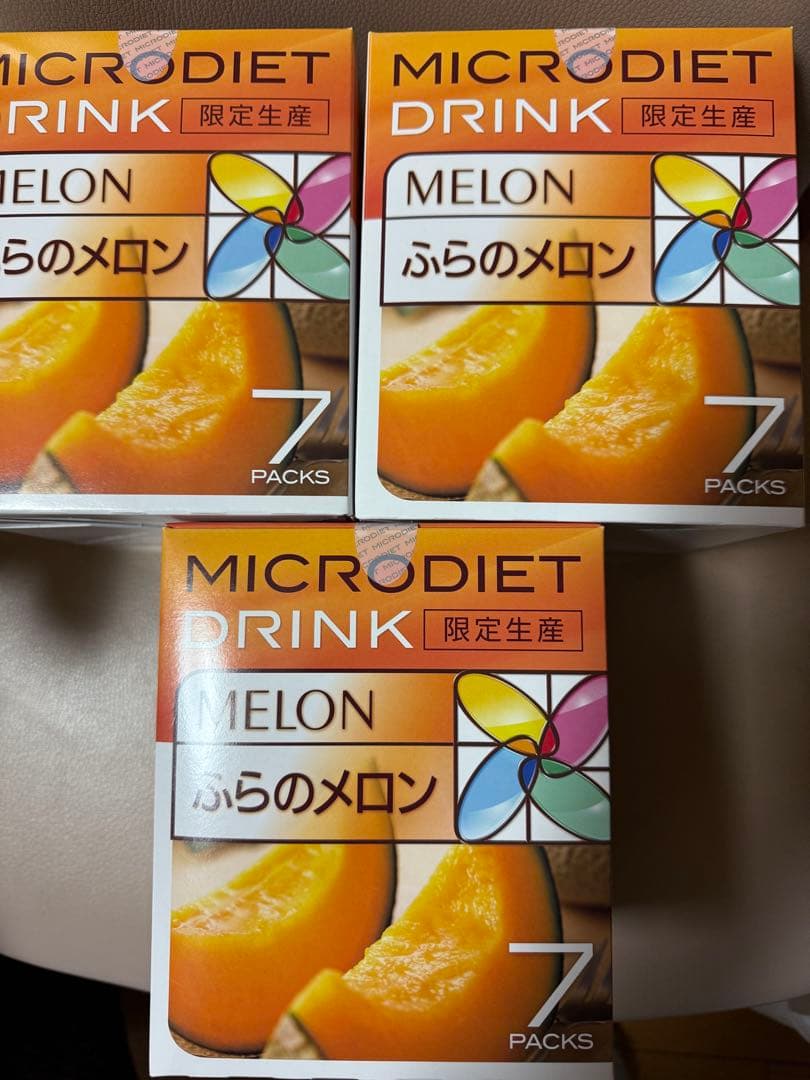 MICRODIET
DRINK 限定生産
MELON
ふらのメロン
7
PACKS
MICRODIET
DRINK 限定生産
MELON
ふらのメロン
7
PACKS
MICRODIET
DRINK 限定生産
MELON
ふらのメロン
7
PACKS